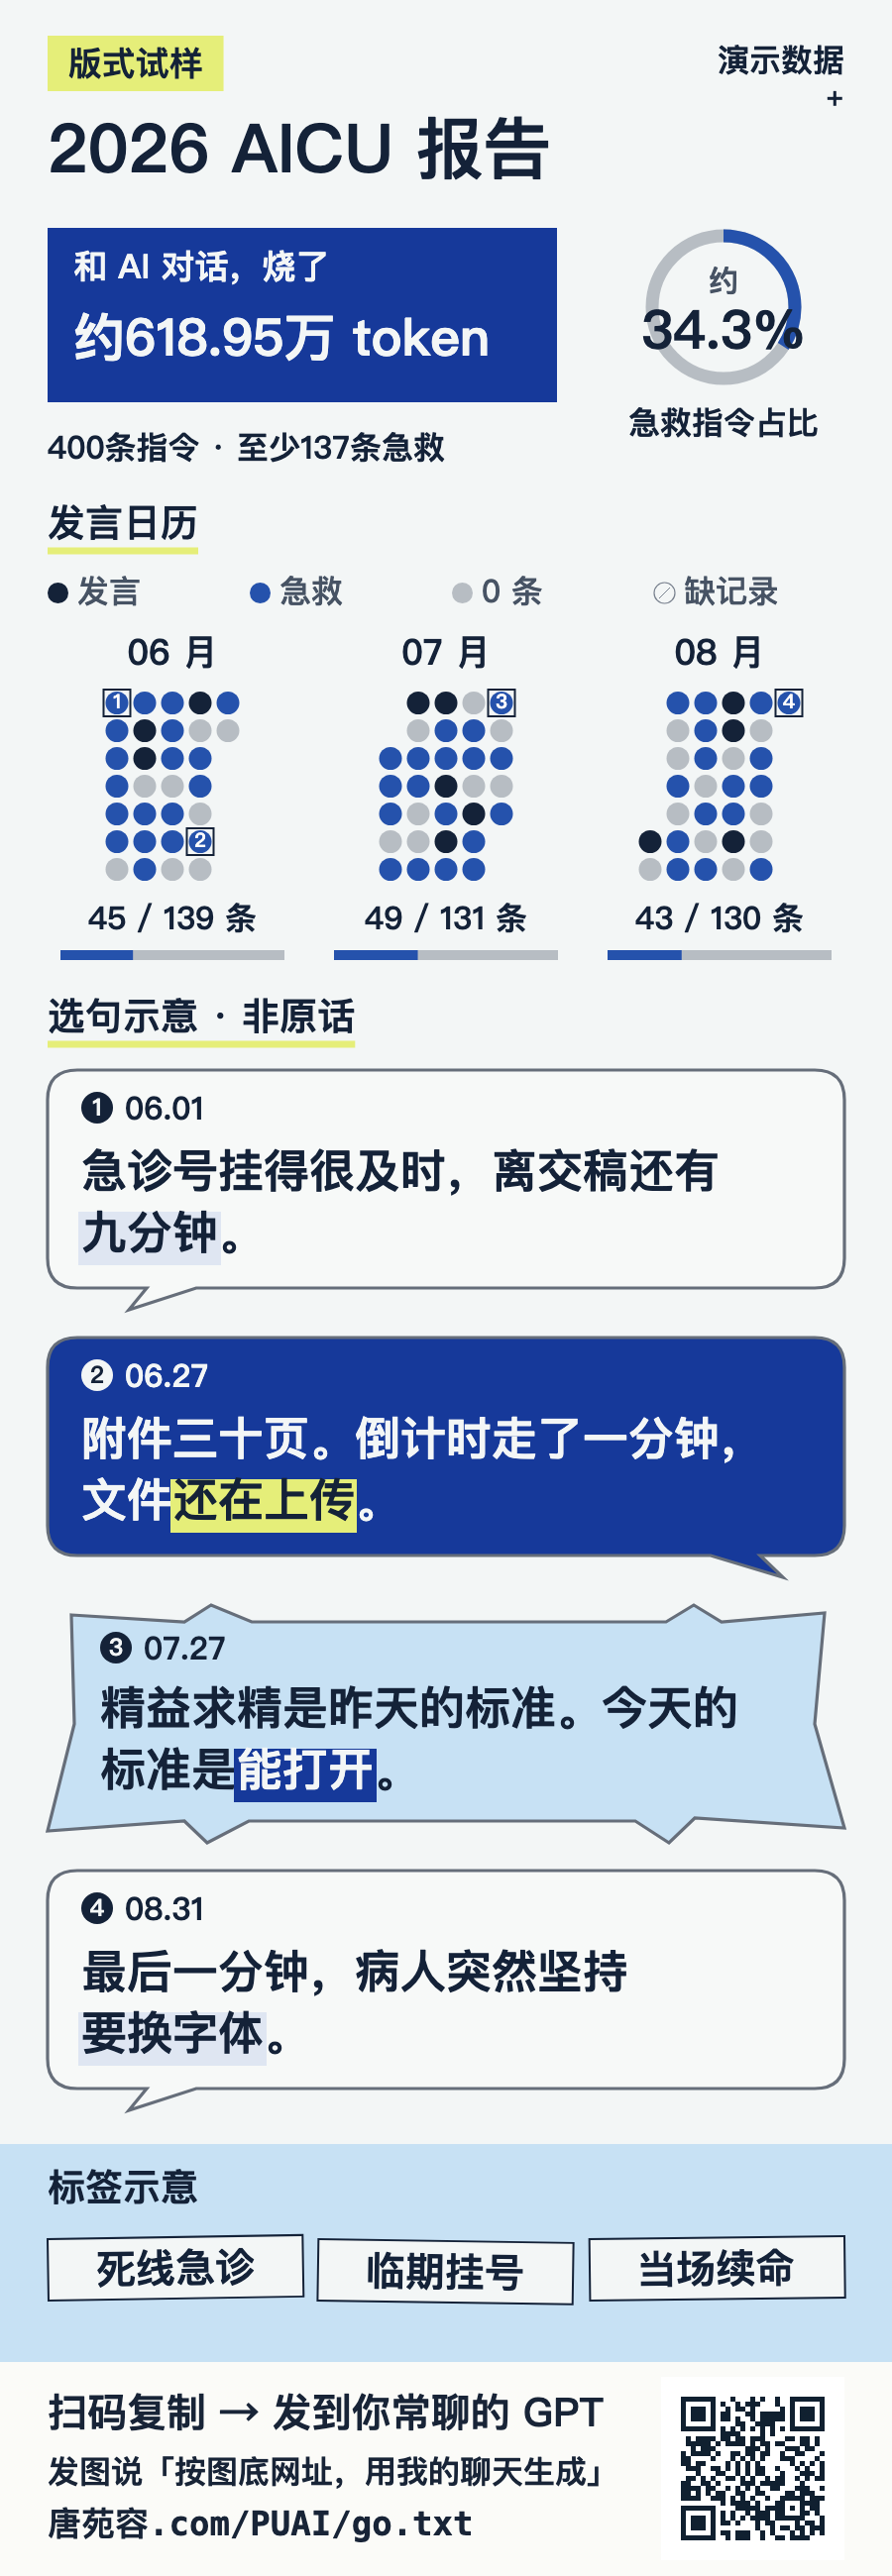 版式试样
演示数据
+
2026 AICU 报告
和 AI 对话，烧了
约618.95万 token
约
34.3%
急救指令占比
400条指令 · 至少137条急救
发言日历
发言 急救 0 条 缺记录
06 月 07 月 08 月
1 3 4
2
45 / 139 条 49 / 131 条 43 / 130 条
选句示意 · 非原话
1 06.01
急诊号挂得很及时，离交稿还有
九分钟。
2 06.27
附件三十页。倒计时走了一分钟，
文件还在上传。
3 07.27
精益求精是昨天的标准。今天的
标准是能打开。
4 08.31
最后一分钟，病人突然坚持
要换字体。
标签示意
死线急诊 临期挂号 当场续命
扫码复制 → 发到你常聊的 GPT
发图说「按图底网址，用我的聊天生成」
唐苑容.com/PUAI/go.txt